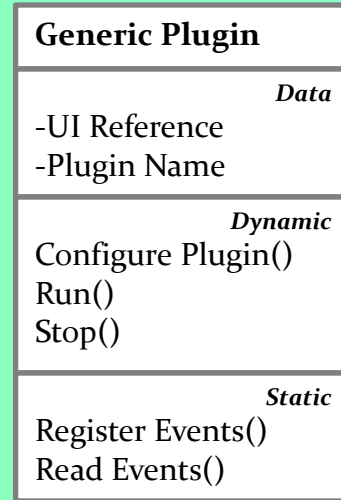 Generic Plugin
Data
-UI Reference
-Plugin Name
Dynamic
Configure Plugin()
Run()
Stop()
Static
Register Events()
Read Events()